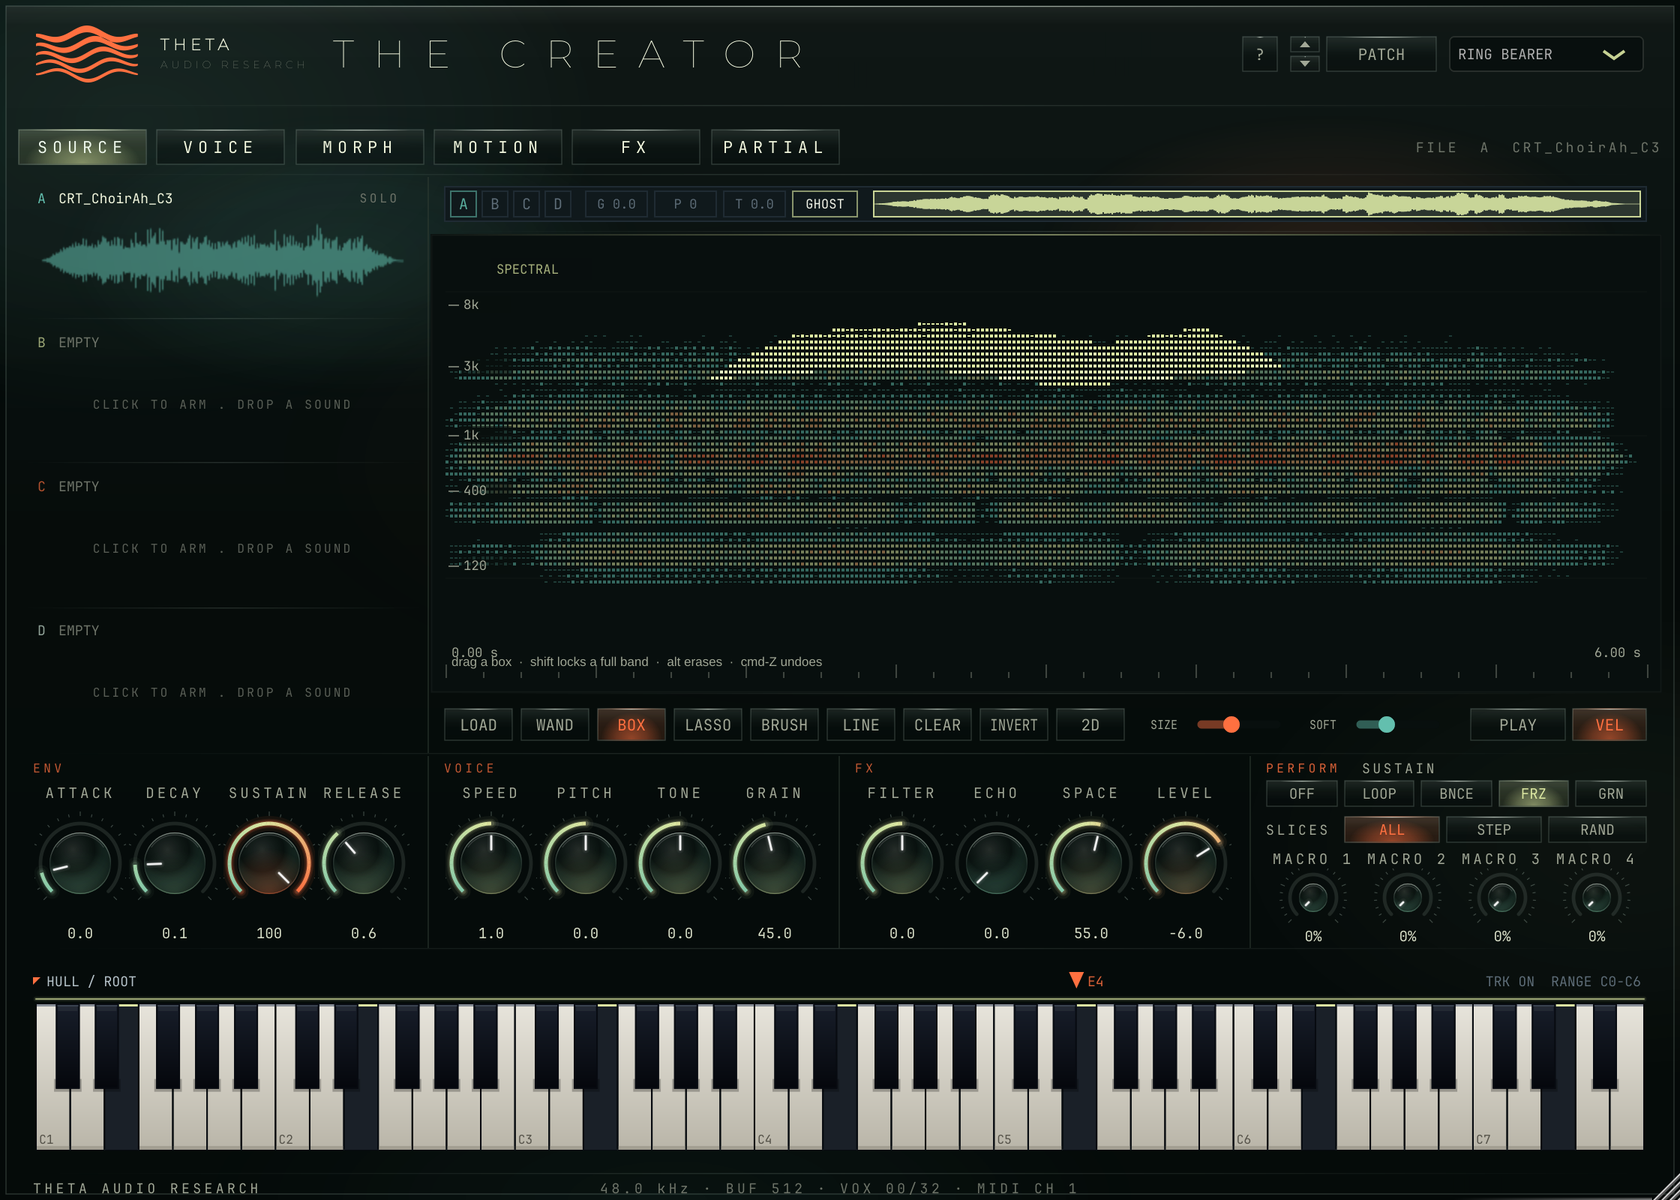 THETA
AUDIO RESEARCH
THE CREATOR
?
PATCH
RING BEARER
SOURCE
VOICE
MORPH
MOTION
FX
PARTIAL
FILE A CRT_ChoirAh_C3
A CRT_ChoirAh_C3 SOLO
B EMPTY
CLICK TO ARM . DROP A SOUND
C EMPTY
CLICK TO ARM . DROP A SOUND
D EMPTY
CLICK TO ARM . DROP A SOUND
A B C D G 0.0 P 0 T 0.0 GHOST
SPECTRAL
8k
3k
1k
400
120
0.00 s 6.00 s
drag a box · shift locks a full band · alt erases · cmd-Z undoes
LOAD WAND BOX LASSO BRUSH LINE CLEAR INVERT 2D SIZE SOFT PLAY VEL
ENV
ATTACK DECAY SUSTAIN RELEASE
0.0 0.1 100 0.6
VOICE
SPEED PITCH TONE GRAIN
1.0 0.0 0.0 45.0
FX
FILTER ECHO SPACE LEVEL
0.0 0.0 55.0 -6.0
PERFORM SUSTAIN
OFF LOOP BNCE FRZ GRN
SLICES ALL STEP RAND
MACRO 1 MACRO 2 MACRO 3 MACRO 4
0% 0% 0% 0%
HULL / ROOT E4 TRK ON RANGE C0-C6
C1 C2 C3 C4 C5 C6 C7
THETA AUDIO RESEARCH 48.0 kHz · BUF 512 · VOX 00/32 · MIDI CH 1